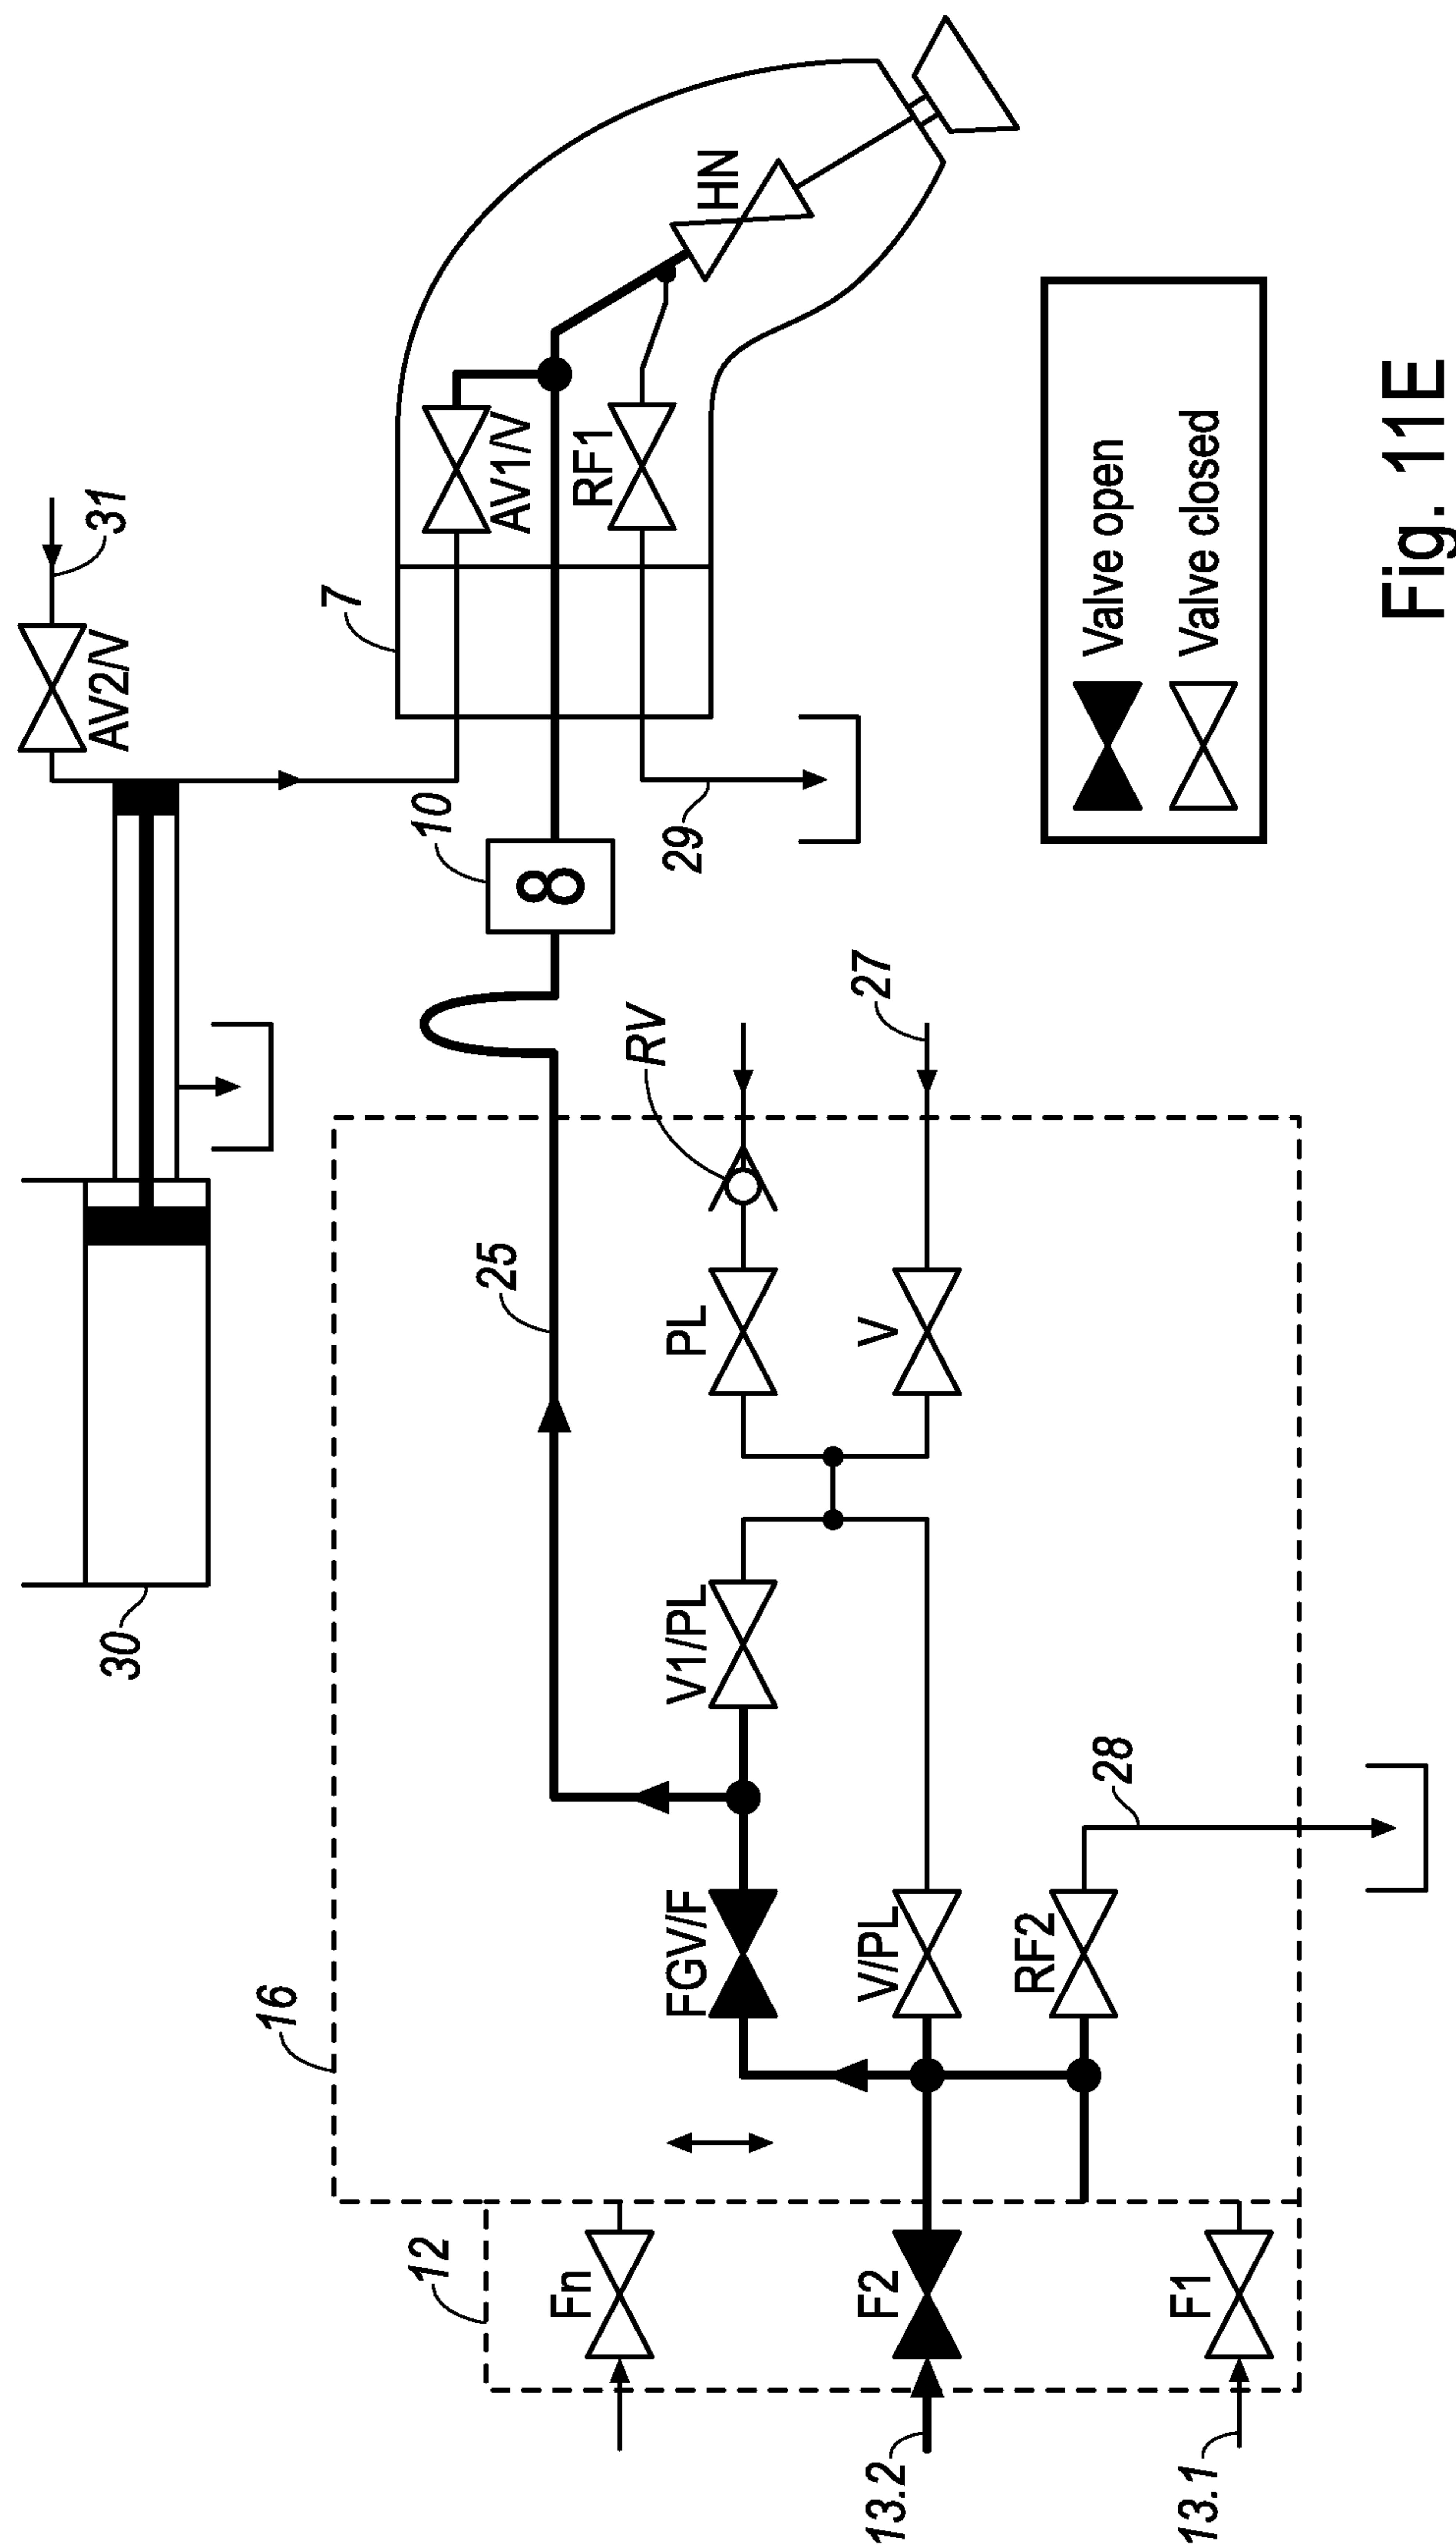 30
AV2/V
31
7
10
8
AV1/V
HN
RF1
29
16
25
RV
FGV/F
V1/PL
PL
27
V/PL
V
RF2
28
12
Fn
F2
F1
13.2
13.1
Valve open
Valve closed
Fig. 11E